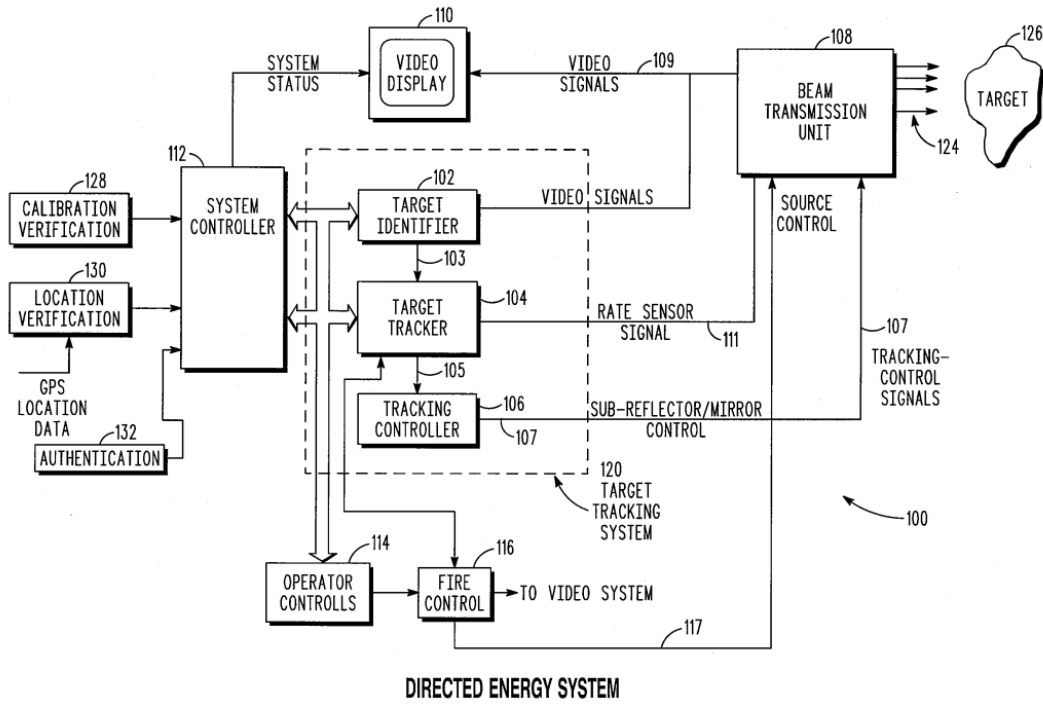 110
VIDEO
DISPLAY
SYSTEM
STATUS
VIDEO
SIGNALS
109
108
BEAM
TRANSMISSION
UNIT
126
TARGET
124
112
SYSTEM
CONTROLLER
128
CALIBRATION
VERIFICATION
130
LOCATION
VERIFICATION
GPS
LOCATION
DATA
132
AUTHENTICATION
102
TARGET
IDENTIFIER
VIDEO SIGNALS
103
TARGET
TRACKER
104
RATE SENSOR
SIGNAL
111
105
TRACKING
CONTROLLER
106
107
SUB-REFLECTOR/MIRROR
CONTROL
SOURCE
CONTROL
107
TRACKING-
CONTROL
SIGNALS
120
TARGET
TRACKING
SYSTEM
100
114
OPERATOR
CONTROLLS
116
FIRE
CONTROL
TO VIDEO SYSTEM
117
DIRECTED ENERGY SYSTEM